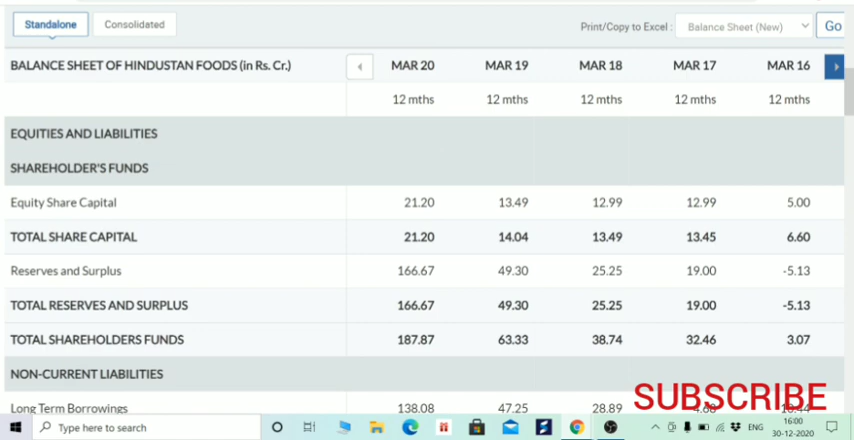 Standalone Consolidated Print/Copy to Excel : Balance Sheet (New) Go
BALANCE SHEET OF HINDUSTAN FOODS (in Rs. Cr.) MAR 20 MAR 19 MAR 18 MAR 17 MAR 16
12 mths 12 mths 12 mths 12 mths 12 mths
EQUITIES AND LIABILITIES
SHAREHOLDER'S FUNDS
Equity Share Capital 21.20 13.49 12.99 12.99 5.00
TOTAL SHARE CAPITAL 21.20 14.04 13.49 13.45 6.60
Reserves and Surplus 166.67 49.30 25.25 19.00 -5.13
TOTAL RESERVES AND SURPLUS 166.67 49.30 25.25 19.00 -5.13
TOTAL SHAREHOLDERS FUNDS 187.87 63.33 38.74 32.46 3.07
NON-CURRENT LIABILITIES
SUBSCRIBE
Long Term Borrowings 138.08 47.25 28.89
Type here to search ENG 16:00
30-12-2020